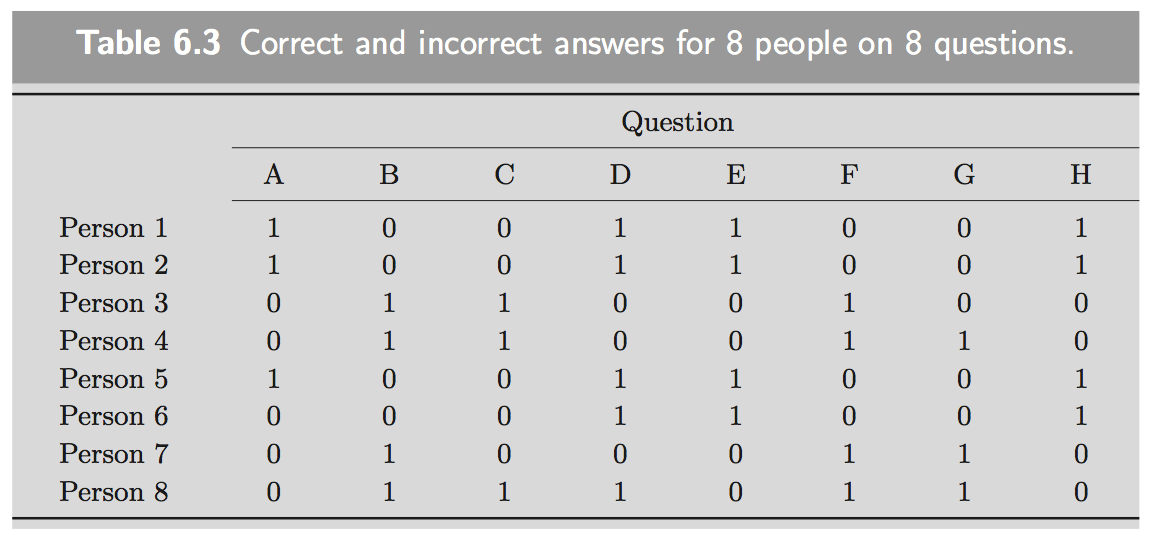 Table 6.3 Correct and incorrect answers for 8 people on 8 questions.
Question
A B C D E F G H
Person 1 1 0 0 1 1 0 0 1
Person 2 1 0 0 1 1 0 0 1
Person 3 0 1 1 0 0 1 0 0
Person 4 0 1 1 0 0 1 1 0
Person 5 1 0 0 1 1 0 0 1
Person 6 0 0 0 1 1 0 0 1
Person 7 0 1 0 0 0 1 1 0
Person 8 0 1 1 1 0 1 1 0